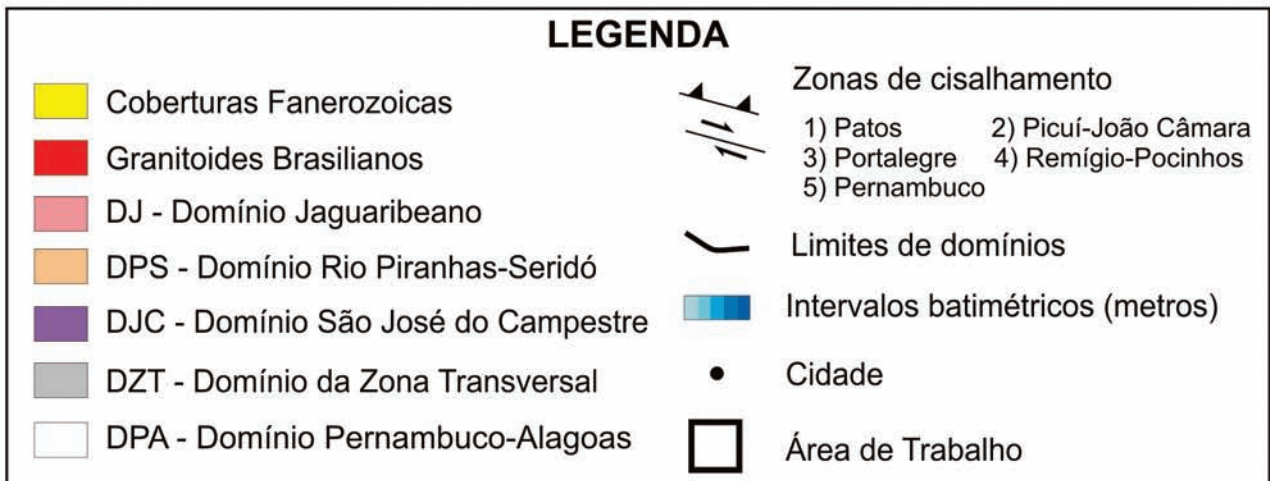 LEGENDA
Coberturas Fanerozoicas
Granitoides Brasilianos
DJ - Domínio Jaguaribeano
DPS - Domínio Rio Piranhas-Seridó
DJC - Domínio São José do Campestre
DZT - Domínio da Zona Transversal
DPA - Domínio Pernambuco-Alagoas
Zonas de cisalhamento
1) Patos 2) Picuí-João Câmara
3) Portalegre 4) Remígio-Pocinhos
5) Pernambuco
Limites de domínios
Intervalos batimétricos (metros)
Cidade
Área de Trabalho